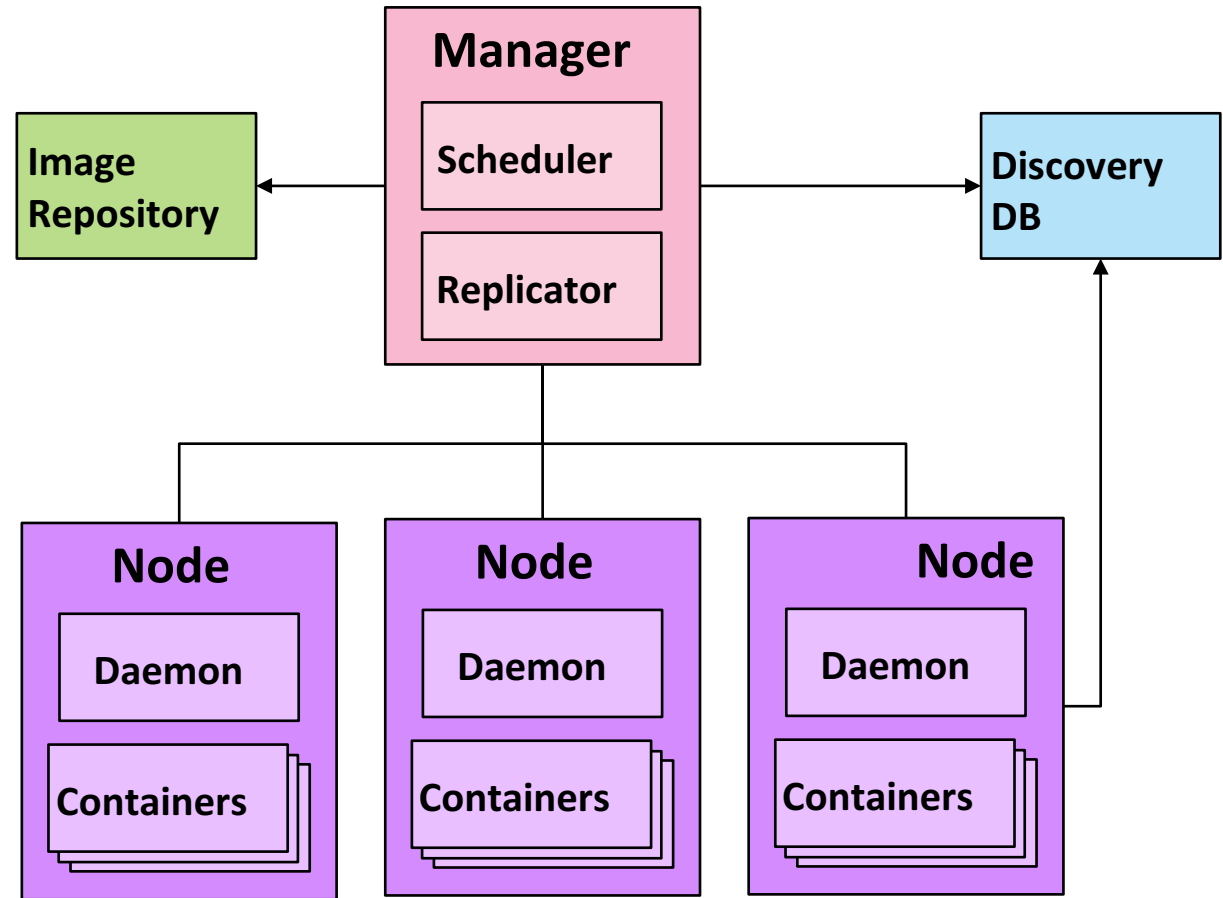 Manager
Scheduler
Replicator
Image
Repository
Discovery
DB
Node
Daemon
Containers
Node
Daemon
Containers
Node
Daemon
Containers